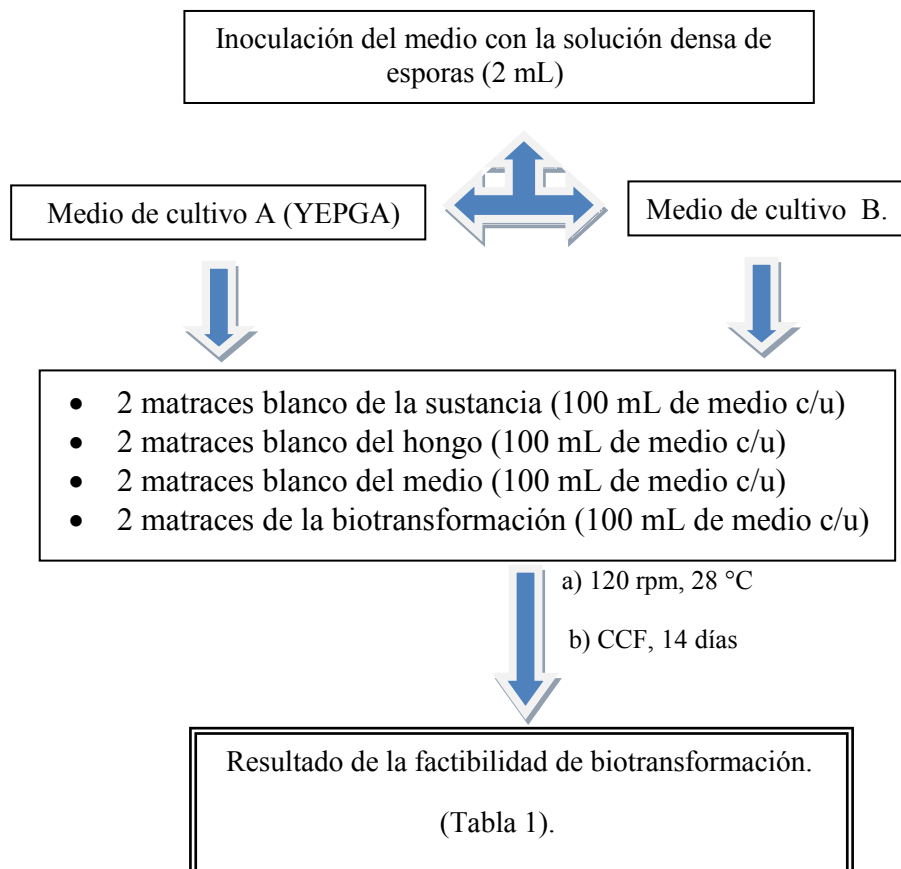 Inoculación del medio con la solución densa de
esporas (2 mL)
Medio de cultivo A (YEPGA)
Medio de cultivo B.
• 2 matraces blanco de la sustancia (100 mL de medio c/u)
• 2 matraces blanco del hongo (100 mL de medio c/u)
• 2 matraces blanco del medio (100 mL de medio c/u)
• 2 matraces de la biotransformación (100 mL de medio c/u)
a) 120 rpm, 28 °C
b) CCF, 14 días
Resultado de la factibilidad de biotransformación.
(Tabla 1).